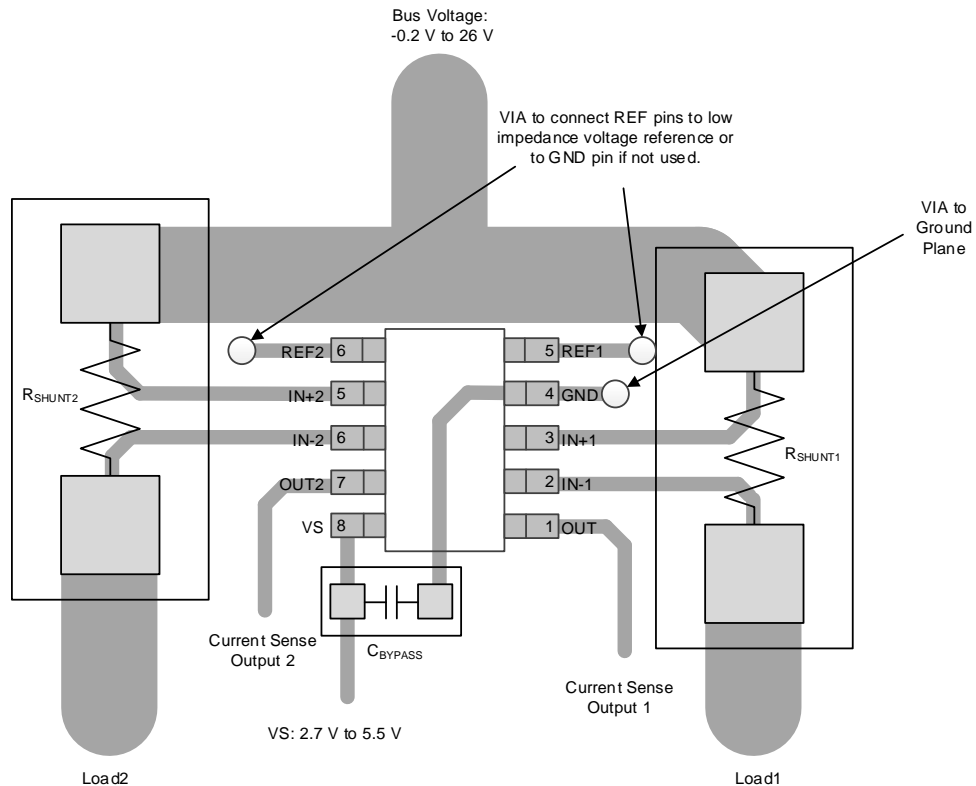 Bus Voltage:
-0.2 V to 26 V
VIA to connect REF pins to low
impedance voltage reference or
to GND pin if not used.
VIA to
Ground
Plane
REF2 6
5 REF1
IN+2 5
4 GND
RSHUNT2
IN-2 6
3 IN+1
RSHUNT1
OUT2 7
2 IN-1
VS 8
1 OUT
Current Sense
Output 2
CBYPASS
Current Sense
Output 1
VS: 2.7 V to 5.5 V
Load2
Load1